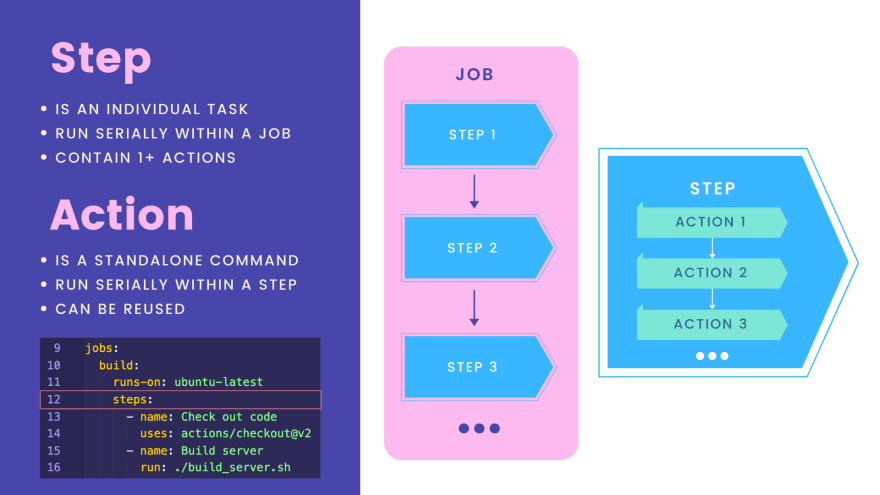 Step
• IS AN INDIVIDUAL TASK
• RUN SERIALLY WITHIN A JOB
• CONTAIN 1+ ACTIONS
Action
• IS A STANDALONE COMMAND
• RUN SERIALLY WITHIN A STEP
• CAN BE REUSED
9 jobs:
10 build:
11 runs-on: ubuntu-latest
12 steps:
13 - name: Check out code
14 uses: actions/checkout@v2
15 - name: Build server
16 run: ./build_server.sh
JOB
STEP 1
STEP 2
STEP 3
STEP
ACTION 1
ACTION 2
ACTION 3